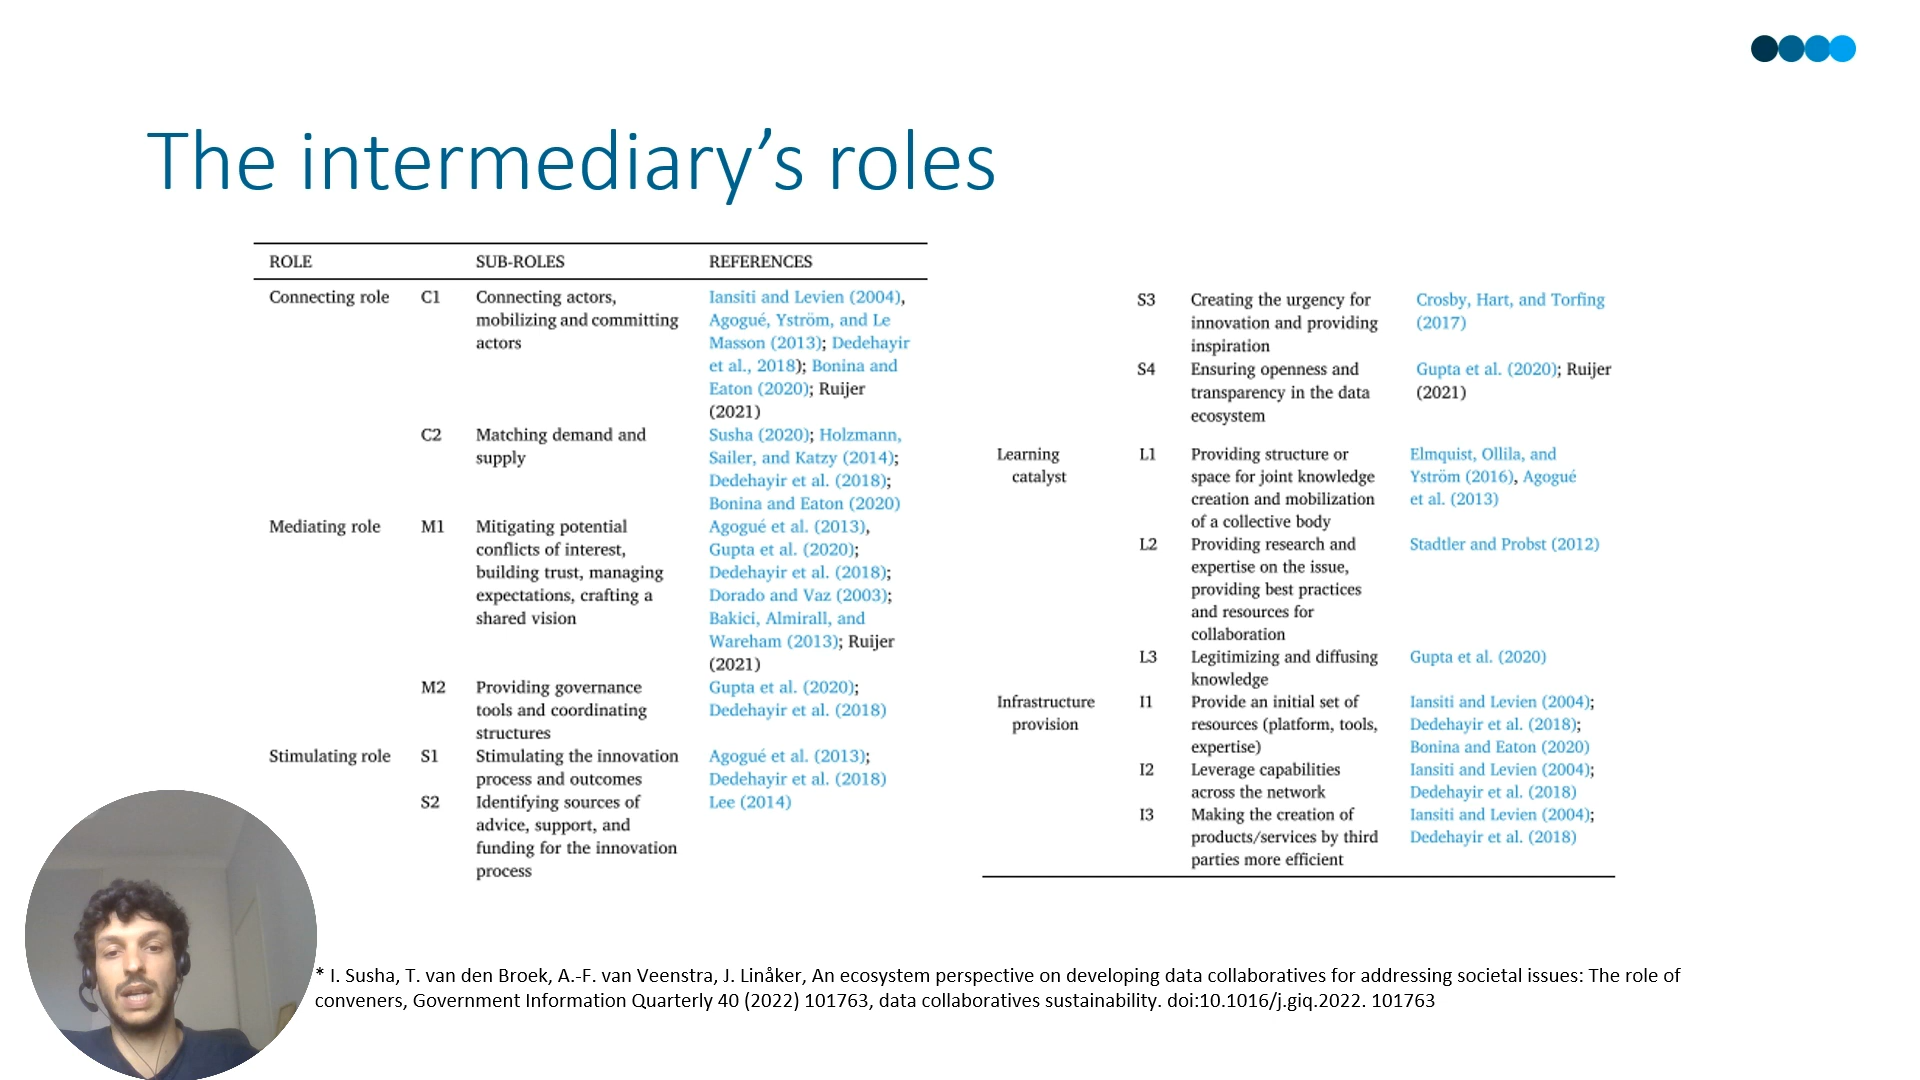 The intermediary’s roles
ROLE SUB-ROLES REFERENCES
Connecting role C1 Connecting actors, Iansiti and Levien (2004),
mobilizing and committing Agogué, Yström, and Le
actors Masson (2013); Dedehayir
et al., 2018); Bonina and
Eaton (2020); Ruijer
(2021)
C2 Matching demand and Susha (2020); Holzmann,
supply Sailer, and Katzy (2014);
Dedehayir et al. (2018);
Bonina and Eaton (2020)
Mediating role M1 Mitigating potential Agogué et al. (2013),
conflicts of interest, Gupta et al. (2020);
building trust, managing Dedehayir et al. (2018);
expectations, crafting a Dorado and Vaz (2003);
shared vision Bakici, Almirall, and
Wareham (2013); Ruijer
(2021)
M2 Providing governance Gupta et al. (2020);
tools and coordinating Dedehayir et al. (2018)
structures
Stimulating role S1 Stimulating the innovation Agogué et al. (2013);
process and outcomes Dedehayir et al. (2018)
S2 Identifying sources of Lee (2014)
advice, support, and
funding for the innovation
process
S3 Creating the urgency for Crosby, Hart, and Torfing
innovation and providing (2017)
inspiration
S4 Ensuring openness and Gupta et al. (2020); Ruijer
transparency in the data (2021)
ecosystem
Learning L1 Providing structure or Elmquist, Ollila, and
catalyst space for joint knowledge Yström (2016), Agogué
creation and mobilization et al. (2013)
of a collective body
L2 Providing research and Stadtler and Probst (2012)
expertise on the issue,
providing best practices
and resources for
collaboration
L3 Legitimizing and diffusing Gupta et al. (2020)
knowledge
Infrastructure I1 Provide an initial set of Iansiti and Levien (2004);
provision resources (platform, tools, Dedehayir et al. (2018);
expertise) Bonina and Eaton (2020)
I2 Leverage capabilities Iansiti and Levien (2004);
across the network Dedehayir et al. (2018)
I3 Making the creation of Iansiti and Levien (2004);
products/services by third Dedehayir et al. (2018)
parties more efficient
* I. Susha, T. van den Broek, A.-F. van Veenstra, J. Linåker, An ecosystem perspective on developing data collaboratives for addressing societal issues: The role of
conveners, Government Information Quarterly 40 (2022) 101763, data collaboratives sustainability. doi:10.1016/j.giq.2022. 101763